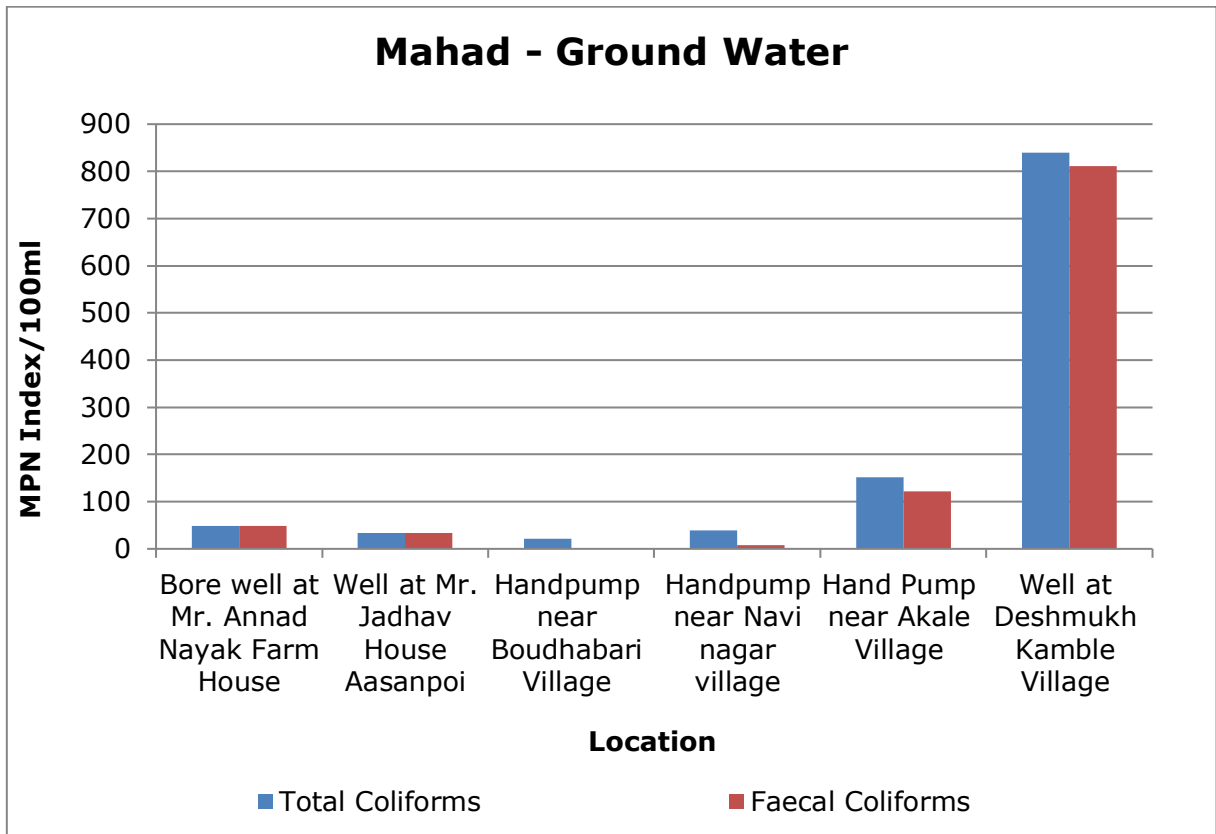 Mahad - Ground Water
MPN Index/100ml
900
800
700
600
500
400
300
200
100
0
Bore well at
Mr. Annad
Nayak Farm
House
Well at Mr.
Jadhav
House
Aasanpoi
Handpump
near
Boudhabari
Village
Handpump
near Navi
nagar
village
Hand Pump
near Akale
Village
Well at
Deshmukh
Kamble
Village
Location
Total Coliforms
Faecal Coliforms